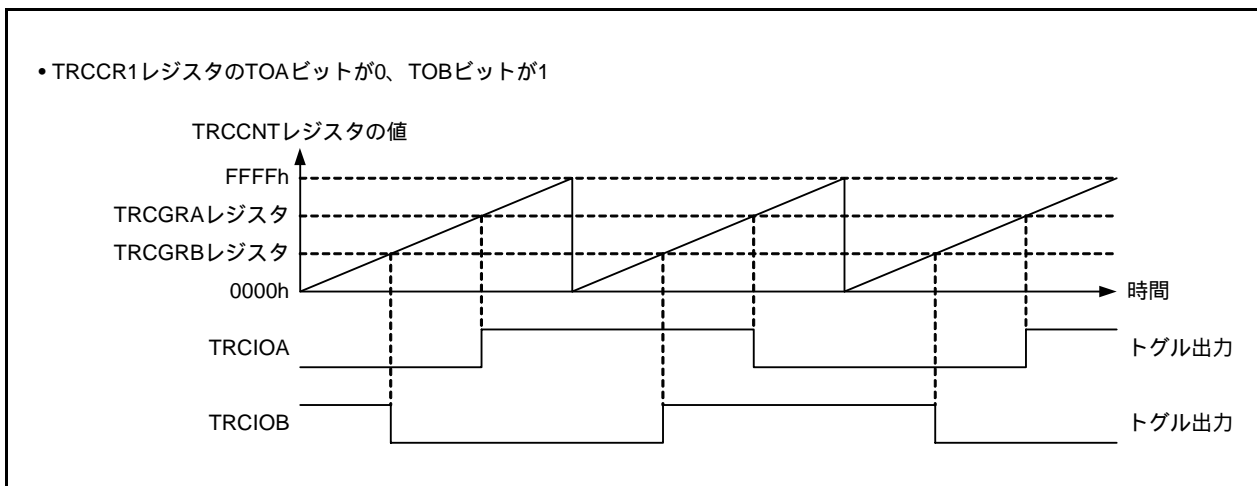 • TRCCR1レジスタのTOAビットが0、TOBビットが1
TRCCNTレジスタの値
FFFFh
TRCGRAレジスタ
TRCGRBレジスタ
0000h
時間
TRCIOA
トグル出力
TRCIOB
トグル出力